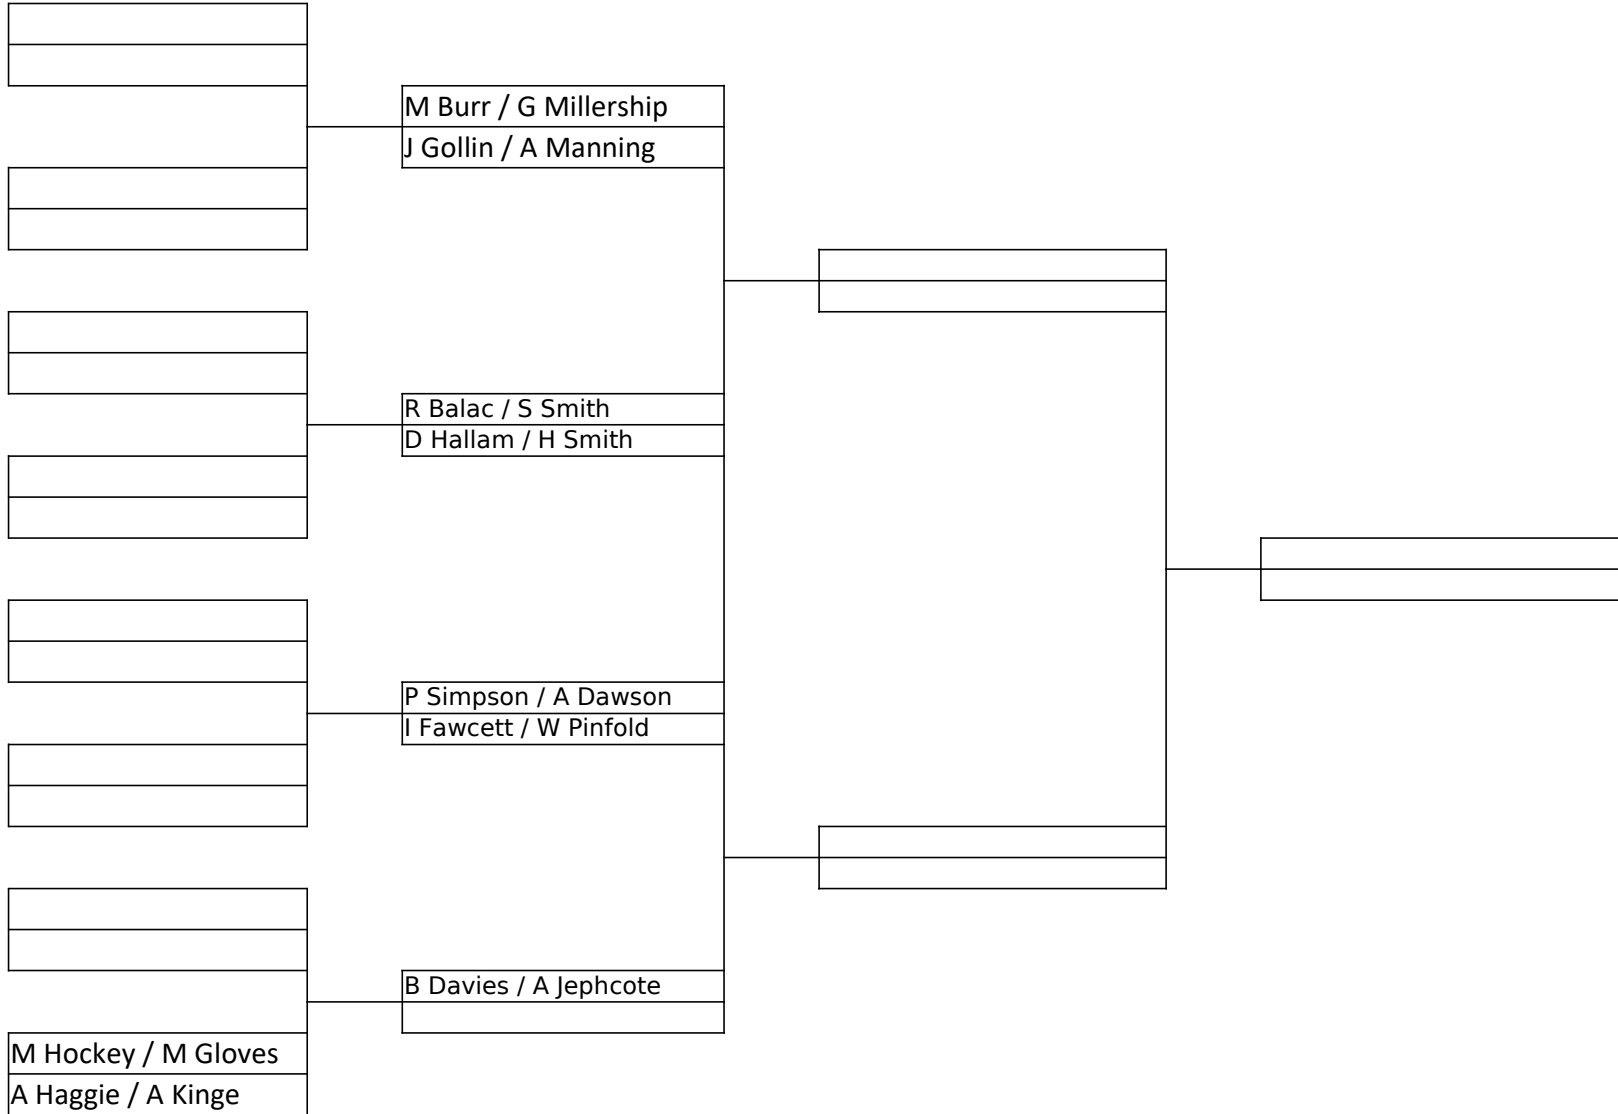 M Burr / G Millership
J Gollin / A Manning
R Balac / S Smith
D Hallam / H Smith
P Simpson / A Dawson
I Fawcett / W Pinfold
B Davies / A Jephcote
M Hockey / M Gloves
A Haggie / A Kinge